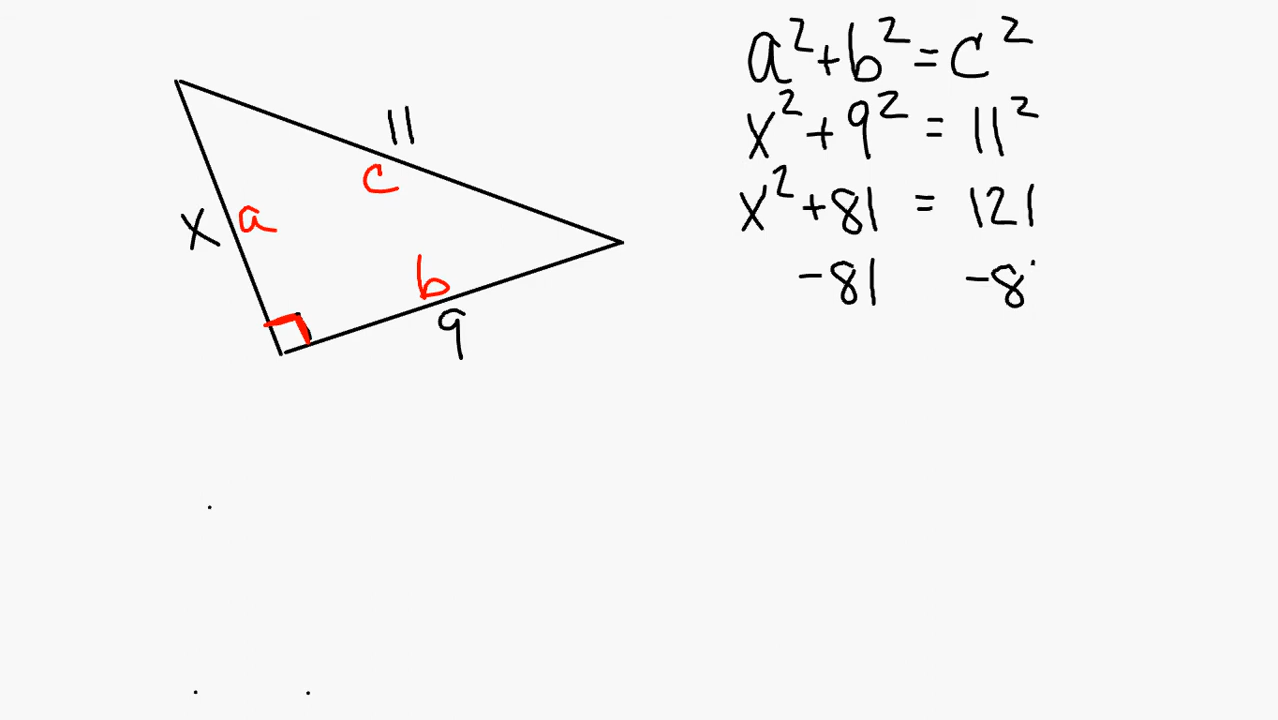 11
c
x a
b
9
a²+b²=c²
x²+9² = 11²
x²+81 = 121
-81 -8